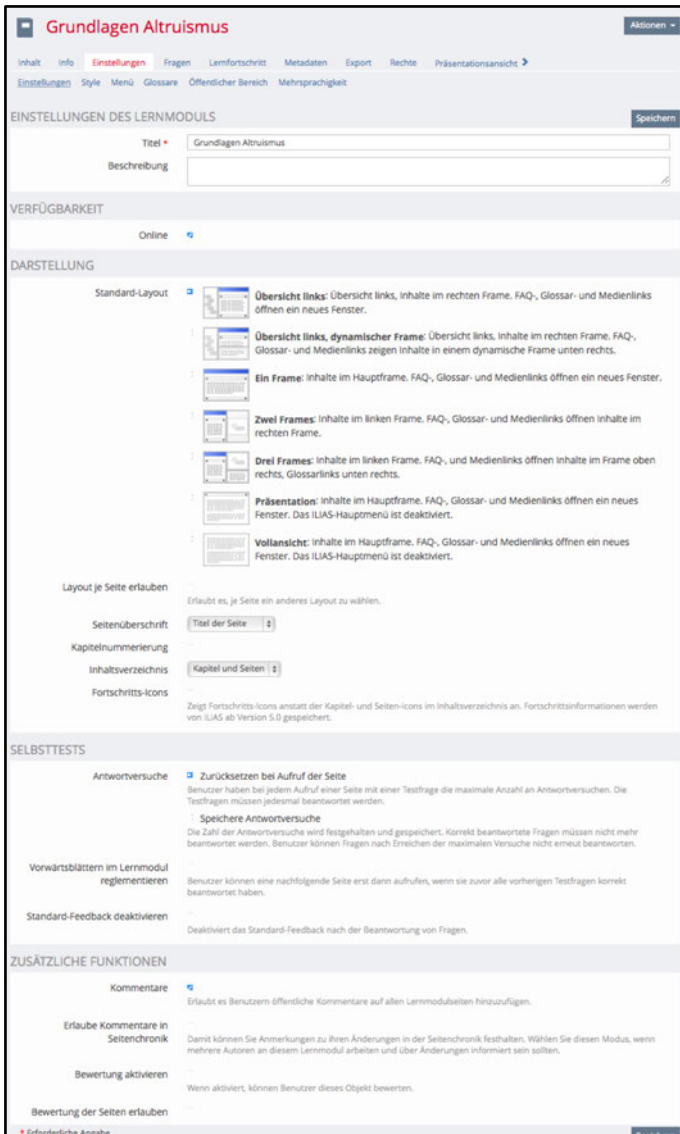 Grundlagen Altruismus
Aktionen
Inhalt Info Einstellungen Fragen Lernfortschritt Metadaten Export Rechte Präsentationsansicht
Einstellungen Style Menü Glossare Öffentlicher Bereich Mehrsprachigkeit
EINSTELLUNGEN DES LERNMODULS
Speichern
Titel * Grundlagen Altruismus
Beschreibung
VERFÜGBARKEIT
Online
DARSTELLUNG
Standard-Layout
Übersicht links: Übersicht links, Inhalte im rechten Frame. FAQ-, Glossar- und Medienlinks
öffnen ein neues Fenster.
Übersicht links, dynamischer Frame: Übersicht links, Inhalte im rechten Frame. FAQ-,
Glossar- und Medienlinks zeigen Inhalte in einem dynamische Frame unten rechts.
Ein Frame: Inhalte im Hauptframe. FAQ-, Glossar- und Medienlinks öffnen ein neues Fenster.
Zwei Frames: Inhalte im linken Frame. FAQ-, Glossar- und Medienlinks öffnen Inhalte im
rechten Frame.
Drei Frames: Inhalte im linken Frame. FAQ-, und Medienlinks öffnen Inhalte im Frame oben
rechts, Glossarlinks unten rechts.
Präsentation: Inhalte im Hauptframe. FAQ-, Glossar- und Medienlinks öffnen ein neues
Fenster. Das ILIAS-Hauptmenü ist deaktiviert.
Vollansicht: Inhalte im Hauptframe. FAQ-, Glossar- und Medienlinks öffnen ein neues
Fenster. Das ILIAS-Hauptmenü ist deaktiviert.
Layout je Seite erlauben
Erlaubt es, je Seite ein anderes Layout zu wählen.
Seitenüberschrift Titel der Seite
Kapitelnummerierung
Inhaltsverzeichnis Kapitel und Seiten
Fortschritts-Icons
Zeigt Fortschritts-Icons anstatt der Kapitel- und Seiten-Icons im Inhaltsverzeichnis an. Fortschrittsinformationen werden
von ILIAS ab Version 5.0 gespeichert.
SELBSTTESTS
Antwortversuche Zurücksetzen bei Aufruf der Seite
Benutzer haben bei jedem Aufruf einer Seite mit einer Testfrage die maximale Anzahl an Antwortversuchen. Die
Testfragen müssen jedesmal beantwortet werden.
Speichere Antwortversuche
Die Zahl der Antwortversuche wird festgehalten und gespeichert. Korrekt beantwortete Fragen müssen nicht mehr
beantwortet werden. Benutzer können Fragen nach Erreichen der maximalen Versuche nicht erneut beantworten.
Vorwärtsblättern im Lernmodul
reglementieren
Benutzer können eine nachfolgende Seite erst dann aufrufen, wenn sie zuvor alle vorherigen Testfragen korrekt
beantwortet haben.
Standard-Feedback deaktivieren
Deaktiviert das Standard-Feedback nach der Beantwortung von Fragen.
ZUSÄTZLICHE FUNKTIONEN
Kommentare
Erlaubt es Benutzern öffentliche Kommentare auf allen Lernmodulseiten hinzuzufügen.
Erlaube Kommentare in
Seitenchronik
Damit können Sie Anmerkungen zu ihren Änderungen in der Seitenchronik festhalten. Wählen Sie diesen Modus, wenn
mehrere Autoren an diesem Lernmodul arbeiten und über Änderungen informiert sein sollten.
Bewertung aktivieren
Wenn aktiviert, können Benutzer dieses Objekt bewerten.
Bewertung der Seiten erlauben
* Erforderliche Angabe